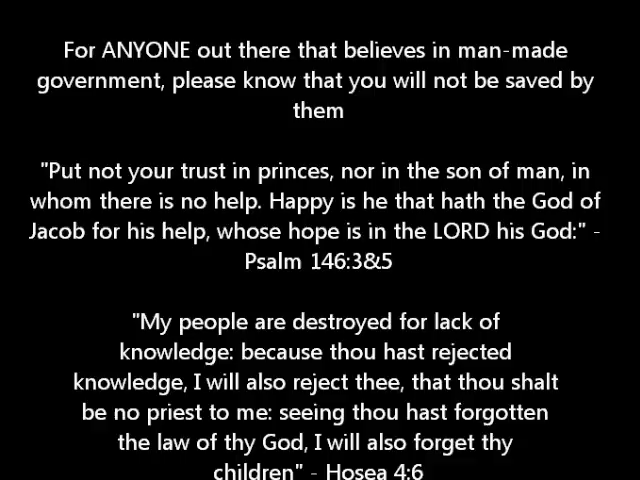 For ANYONE out there that believes in man-made
government, please know that you will not be saved by
them
"Put not your trust in princes, nor in the son of man, in
whom there is no help. Happy is he that hath the God of
Jacob for his help, whose hope is in the LORD his God:" -
Psalm 146:3&5
"My people are destroyed for lack of
knowledge: because thou hast rejected
knowledge, I will also reject thee, that thou shalt
be no priest to me: seeing thou hast forgotten
the law of thy God, I will also forget thy
children" - Hosea 4:6